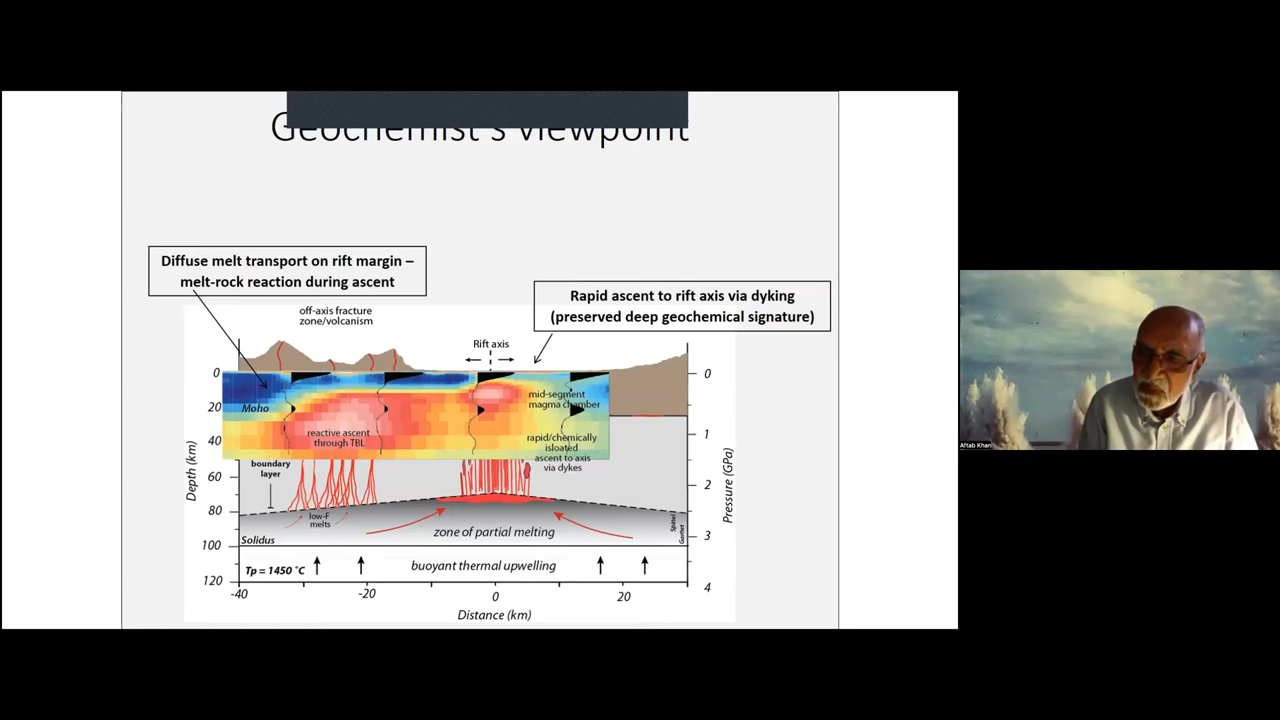 Geochemist's viewpoint
Diffuse melt transport on rift margin –
melt-rock reaction during ascent
Rapid ascent to rift axis via dyking
(preserved deep geochemical signature)
off-axis fracture
zone/volcanism
Rift axis
0
0
mid-segment
magma chamber
Moho
20
reactive ascent
through TBL
rapid/chemically
isloated
ascent to axis
via dykes
40
1
boundary
layer
60
2
low-F
melts
80
zone of partial melting
Spinel
Garnet
Solidus
100
3
Tp = 1450 °C
buoyant thermal upwelling
120
4
-40
-20
0
20
Distance (km)
Depth (km)
Pressure (GPa)
Aftab Khan